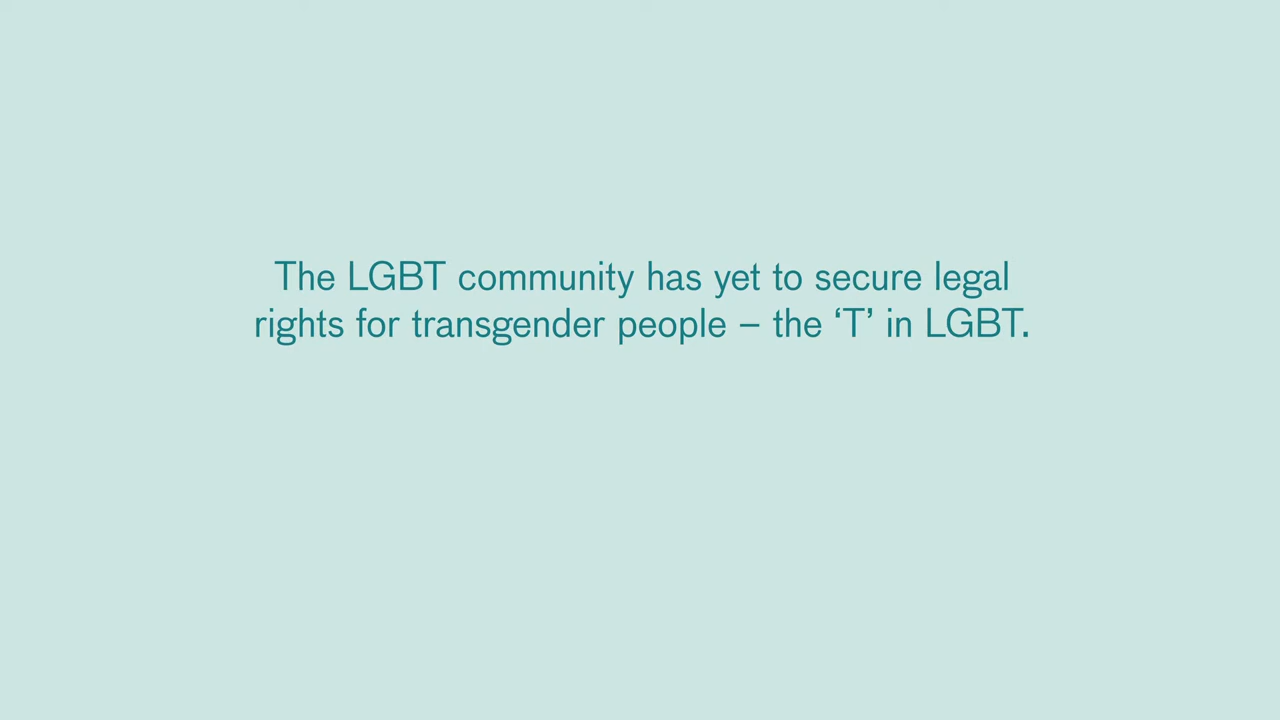 The LGBT community has yet to secure legal
rights for transgender people – the ‘T’ in LGBT.